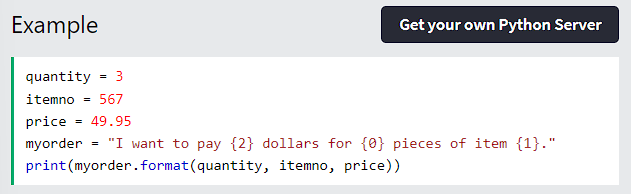 Example
Get your own Python Server
quantity = 3
itemno = 567
price = 49.95
myorder = "I want to pay {2} dollars for {0} pieces of item {1}."
print(myorder.format(quantity, itemno, price))